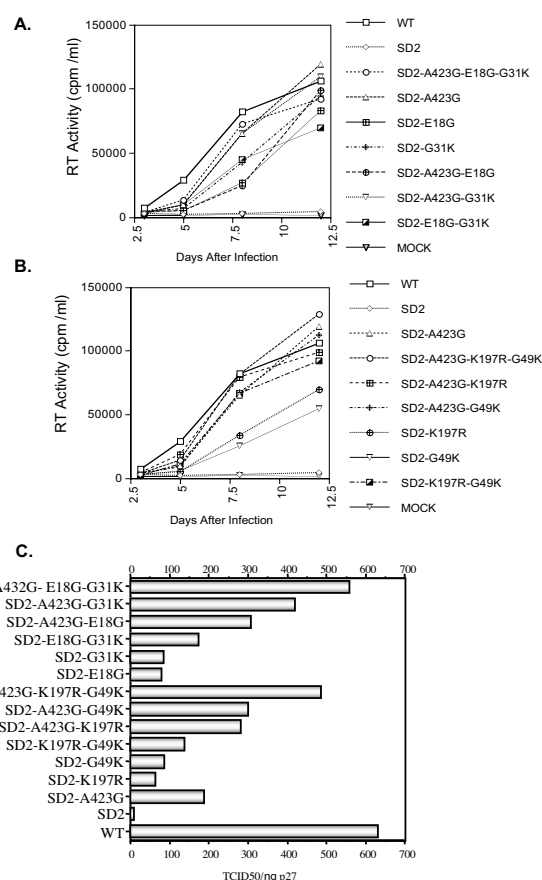 A.
RT Activity (cpm /ml)
150000
100000
50000
0
2.5
5
7.5
10
12.5
Days After Infection
WT
SD2
SD2-A423G-E18G-G31K
SD2-A423G
SD2-E18G
SD2-G31K
SD2-A423G-E18G
SD2-A423G-G31K
SD2-E18G-G31K
MOCK
B.
RT Activity (cpm /ml)
150000
100000
50000
0
2.5
5
7.5
10
12.5
Days After Infection
WT
SD2
SD2-A423G
SD2-A423G-K197R-G49K
SD2-A423G-K197R
SD2-A423G-G49K
SD2-K197R
SD2-G49K
SD2-K197R-G49K
MOCK
C.
0 100 200 300 400 500 600 700
A432G- E18G-G31K
SD2-A423G-G31K
SD2-A423G-E18G
SD2-E18G-G31K
SD2-G31K
SD2-E18G
423G-K197R-G49K
SD2-A423G-G49K
SD2-A423G-K197R
SD2-K197R-G49K
SD2-G49K
SD2-K197R
SD2-A423G
SD2
WT
0 100 200 300 400 500 600 700
TCID50/ng p27